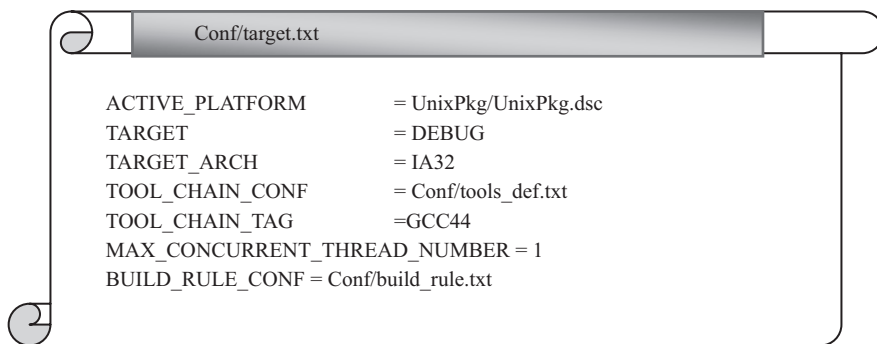 Conf/target.txt
ACTIVE_PLATFORM = UnixPkg/UnixPkg.dsc
TARGET = DEBUG
TARGET_ARCH = IA32
TOOL_CHAIN_CONF = Conf/tools_def.txt
TOOL_CHAIN_TAG =GCC44
MAX_CONCURRENT_THREAD_NUMBER = 1
BUILD_RULE_CONF = Conf/build_rule.txt